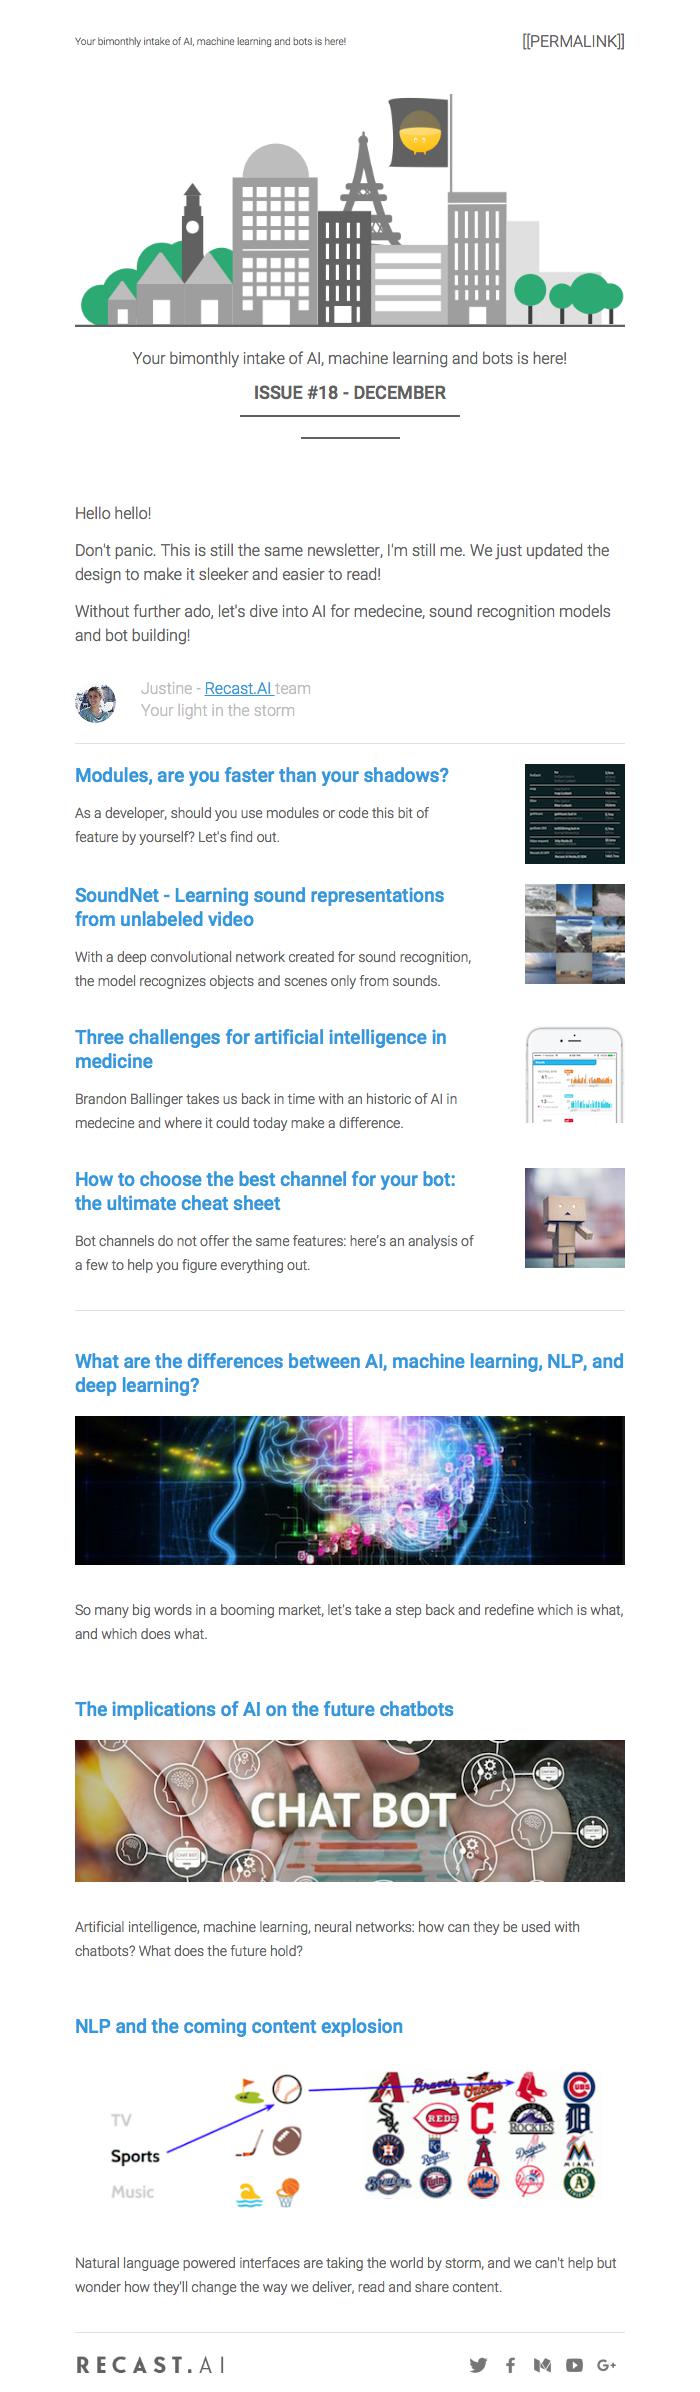 Your bimonthly intake of AI, machine learning and bots is here!
[[PERMALINK]]
Your bimonthly intake of AI, machine learning and bots is here!
ISSUE #18 - DECEMBER
Hello hello!
Don't panic. This is still the same newsletter, I'm still me. We just updated the
design to make it sleeker and easier to read!
Without further ado, let's dive into AI for medecine, sound recognition models
and bot building!
Justine - Recast.AI team
Your light in the storm
Modules, are you faster than your shadows?
As a developer, should you use modules or code this bit of
feature by yourself? Let's find out.
SoundNet - Learning sound representations
from unlabeled video
With a deep convolutional network created for sound recognition,
the model recognizes objects and scenes only from sounds.
Three challenges for artificial intelligence in
medicine
Brandon Ballinger takes us back in time with an historic of AI in
medecine and where it could today make a difference.
How to choose the best channel for your bot:
the ultimate cheat sheet
Bot channels do not offer the same features: here's an analysis of
a few to help you figure everything out.
What are the differences between AI, machine learning, NLP, and
deep learning?
So many big words in a booming market, let's take a step back and redefine which is what,
and which does what.
The implications of AI on the future chatbots
CHAT BOT
CHAT BOT
CHAT BOT
Artificial intelligence, machine learning, neural networks: how can they be used with
chatbots? What does the future hold?
NLP and the coming content explosion
TV
Sports
Music
Braves
Orioles
CUBS
REDS
C
ROCKIES
D
Royals
A
Dodgers
MIAMI
Twins
Mets
Natural language powered interfaces are taking the world by storm, and we can't help but
wonder how they'll change the way we deliver, read and share content.
RECAST.AI